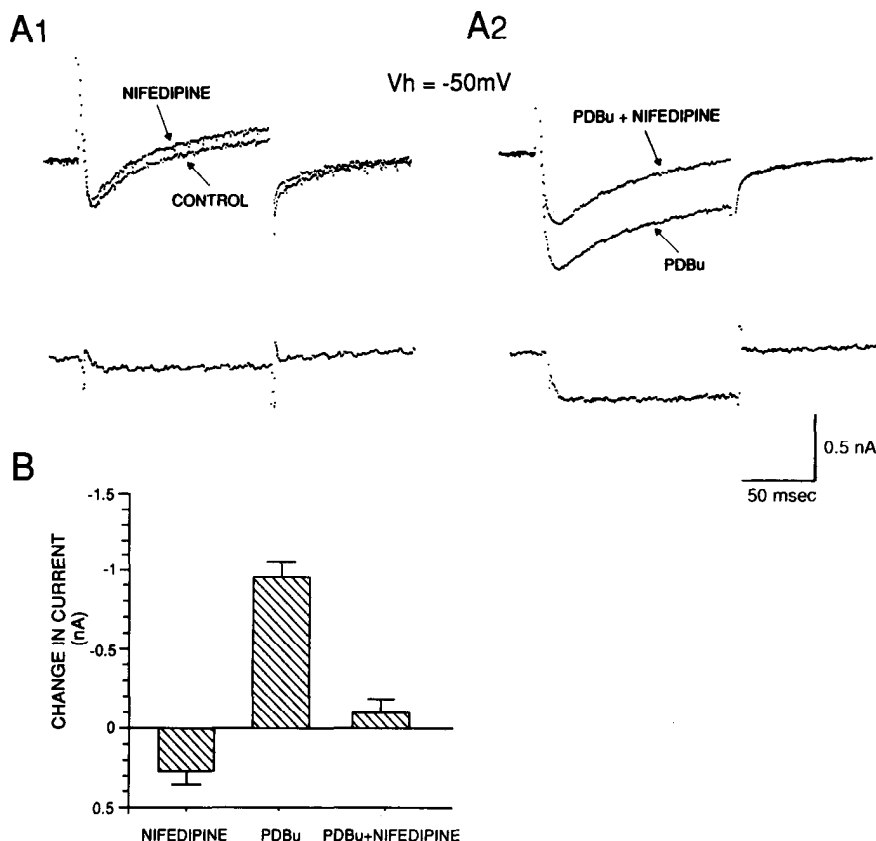 A1
A2
Vh = -50mV
NIFEDIPINE
CONTROL
PDBu + NIFEDIPINE
PDBu
0.5 nA
50 msec
B
CHANGE IN CURRENT
(nA)
-1.5
-1
-0.5
0
0.5
NIFEDIPINE
PDBu
PDBu+NIFEDIPINE